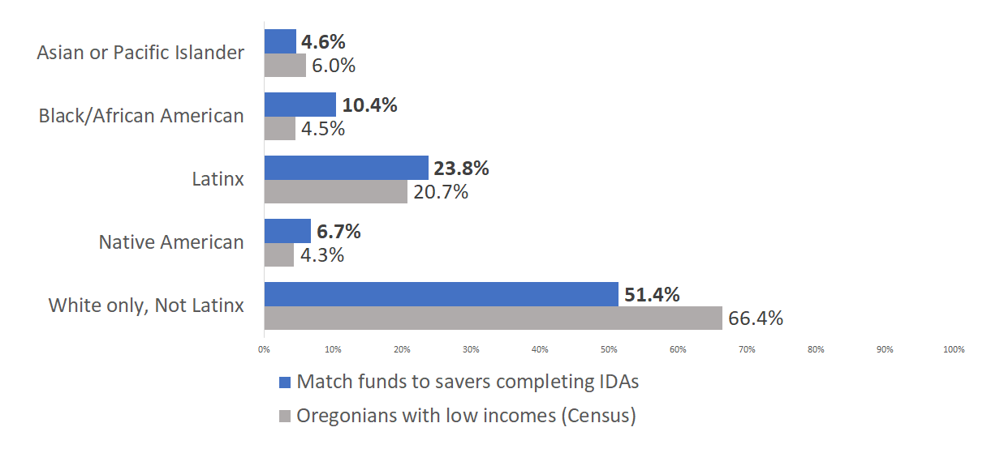 Asian or Pacific Islander
4.6%
6.0%
Black/African American
10.4%
4.5%
Latinx
23.8%
20.7%
Native American
6.7%
4.3%
White only, Not Latinx
51.4%
66.4%
0% 10% 20% 30% 40% 50% 60% 70% 80% 90% 100%
Match funds to savers completing IDAs
Oregonians with low incomes (Census)